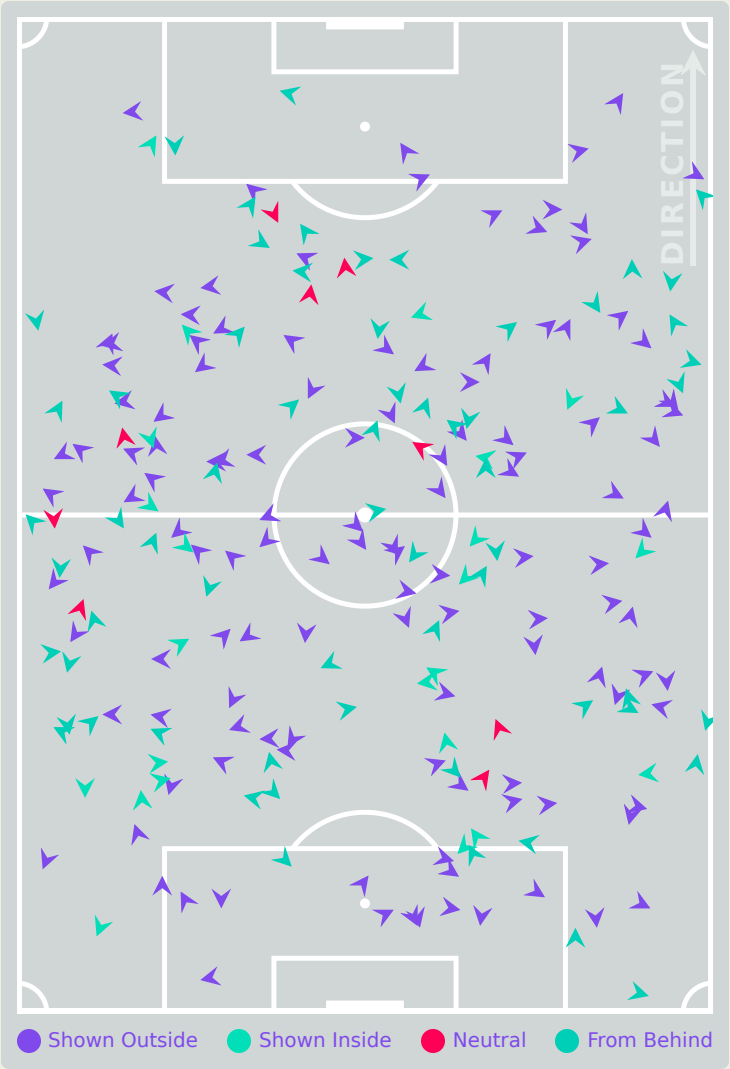 DIRECTION
Shown Outside
Shown Inside
Neutral
From Behind